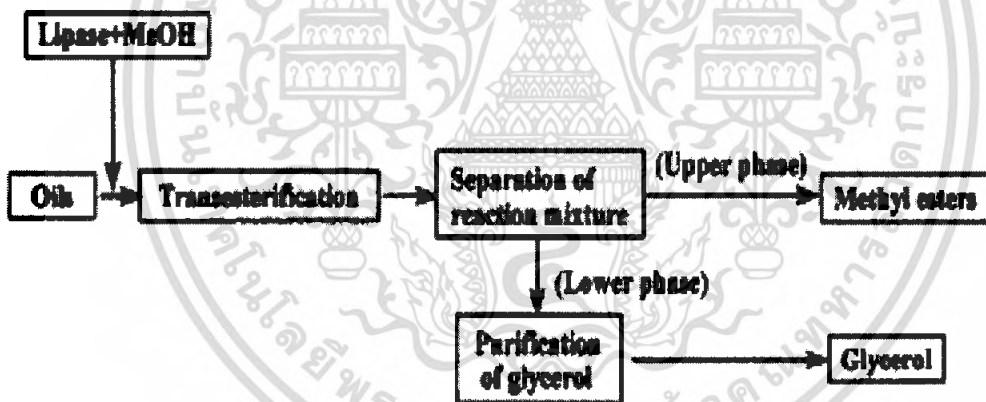 Lipase+MeOH
Oils
Transesterification
Separation of
reaction mixture
(Upper phase)
Methyl esters
(Lower phase)
Purification
of glycerol
Glycerol